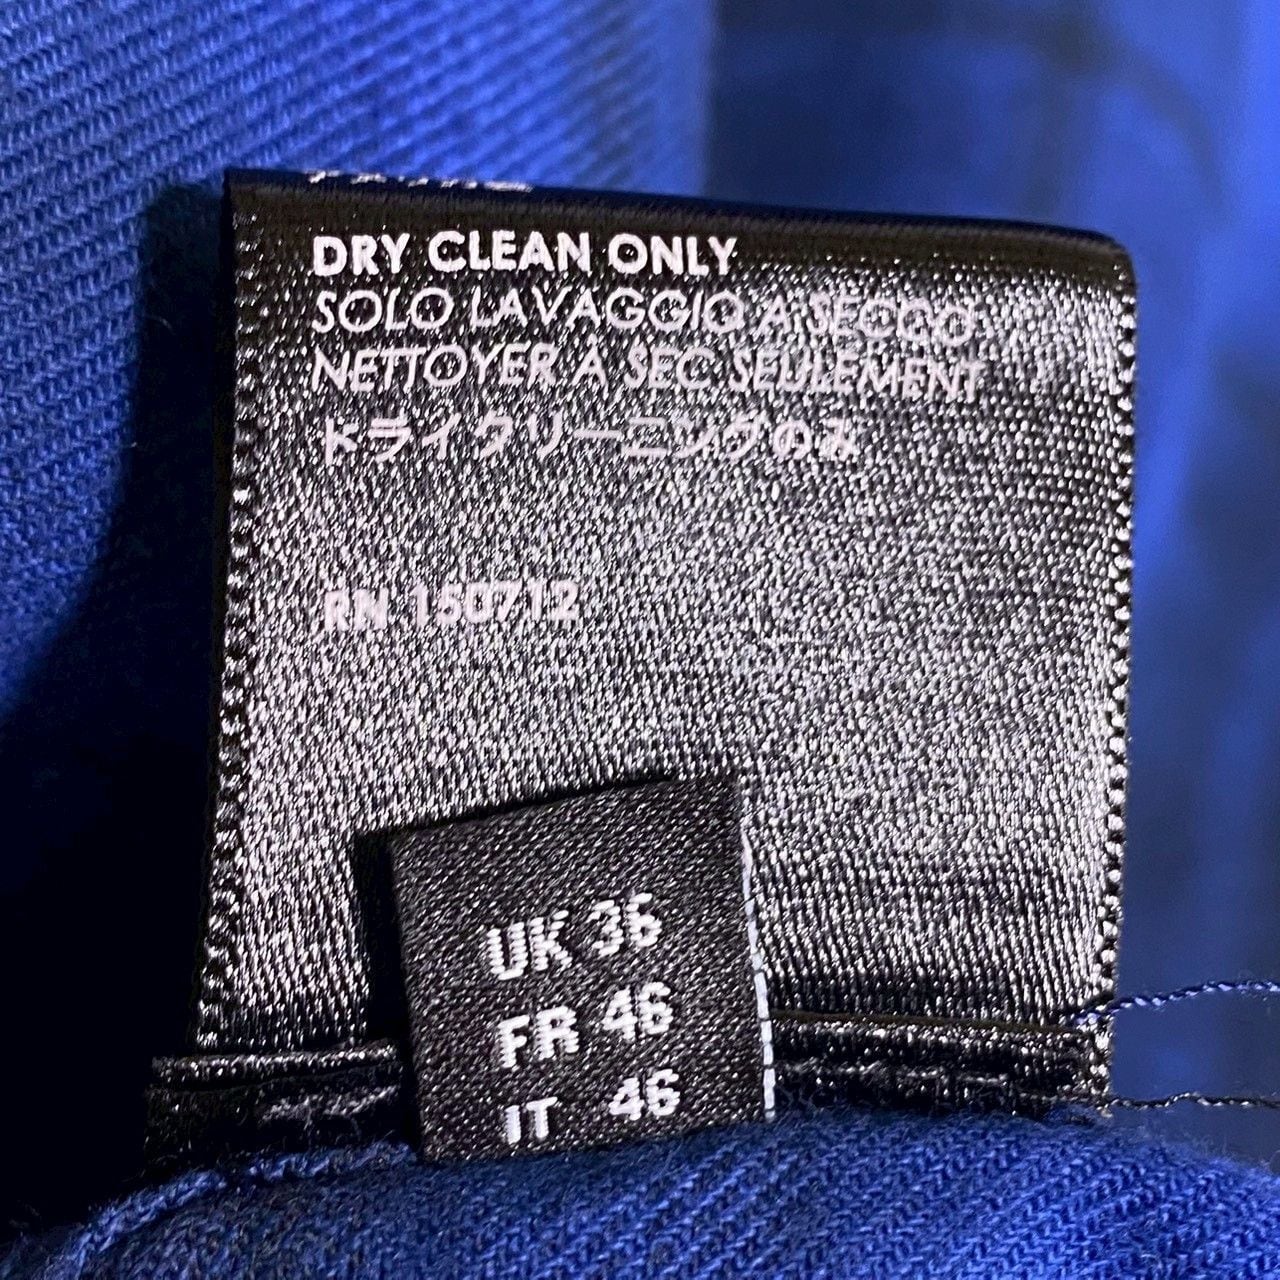 DRY CLEAN ONLY
SOLO LAVAGGIO A SECCO
NETTOYER A SEC SEULEMENT
ドライクリーニングのみ
RN 150712
UK 36
FR 46
IT 46